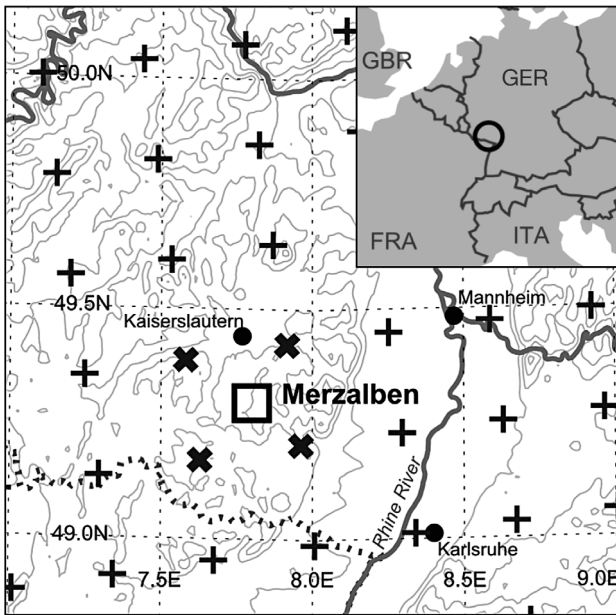 GBR
GER
FRA
ITA
50.0N
49.5N
Mannheim
Kaiserslautern
Merzalben
Rhine River
49.0N
Karlsruhe
7.5E
8.0E
8.5E
9.0E